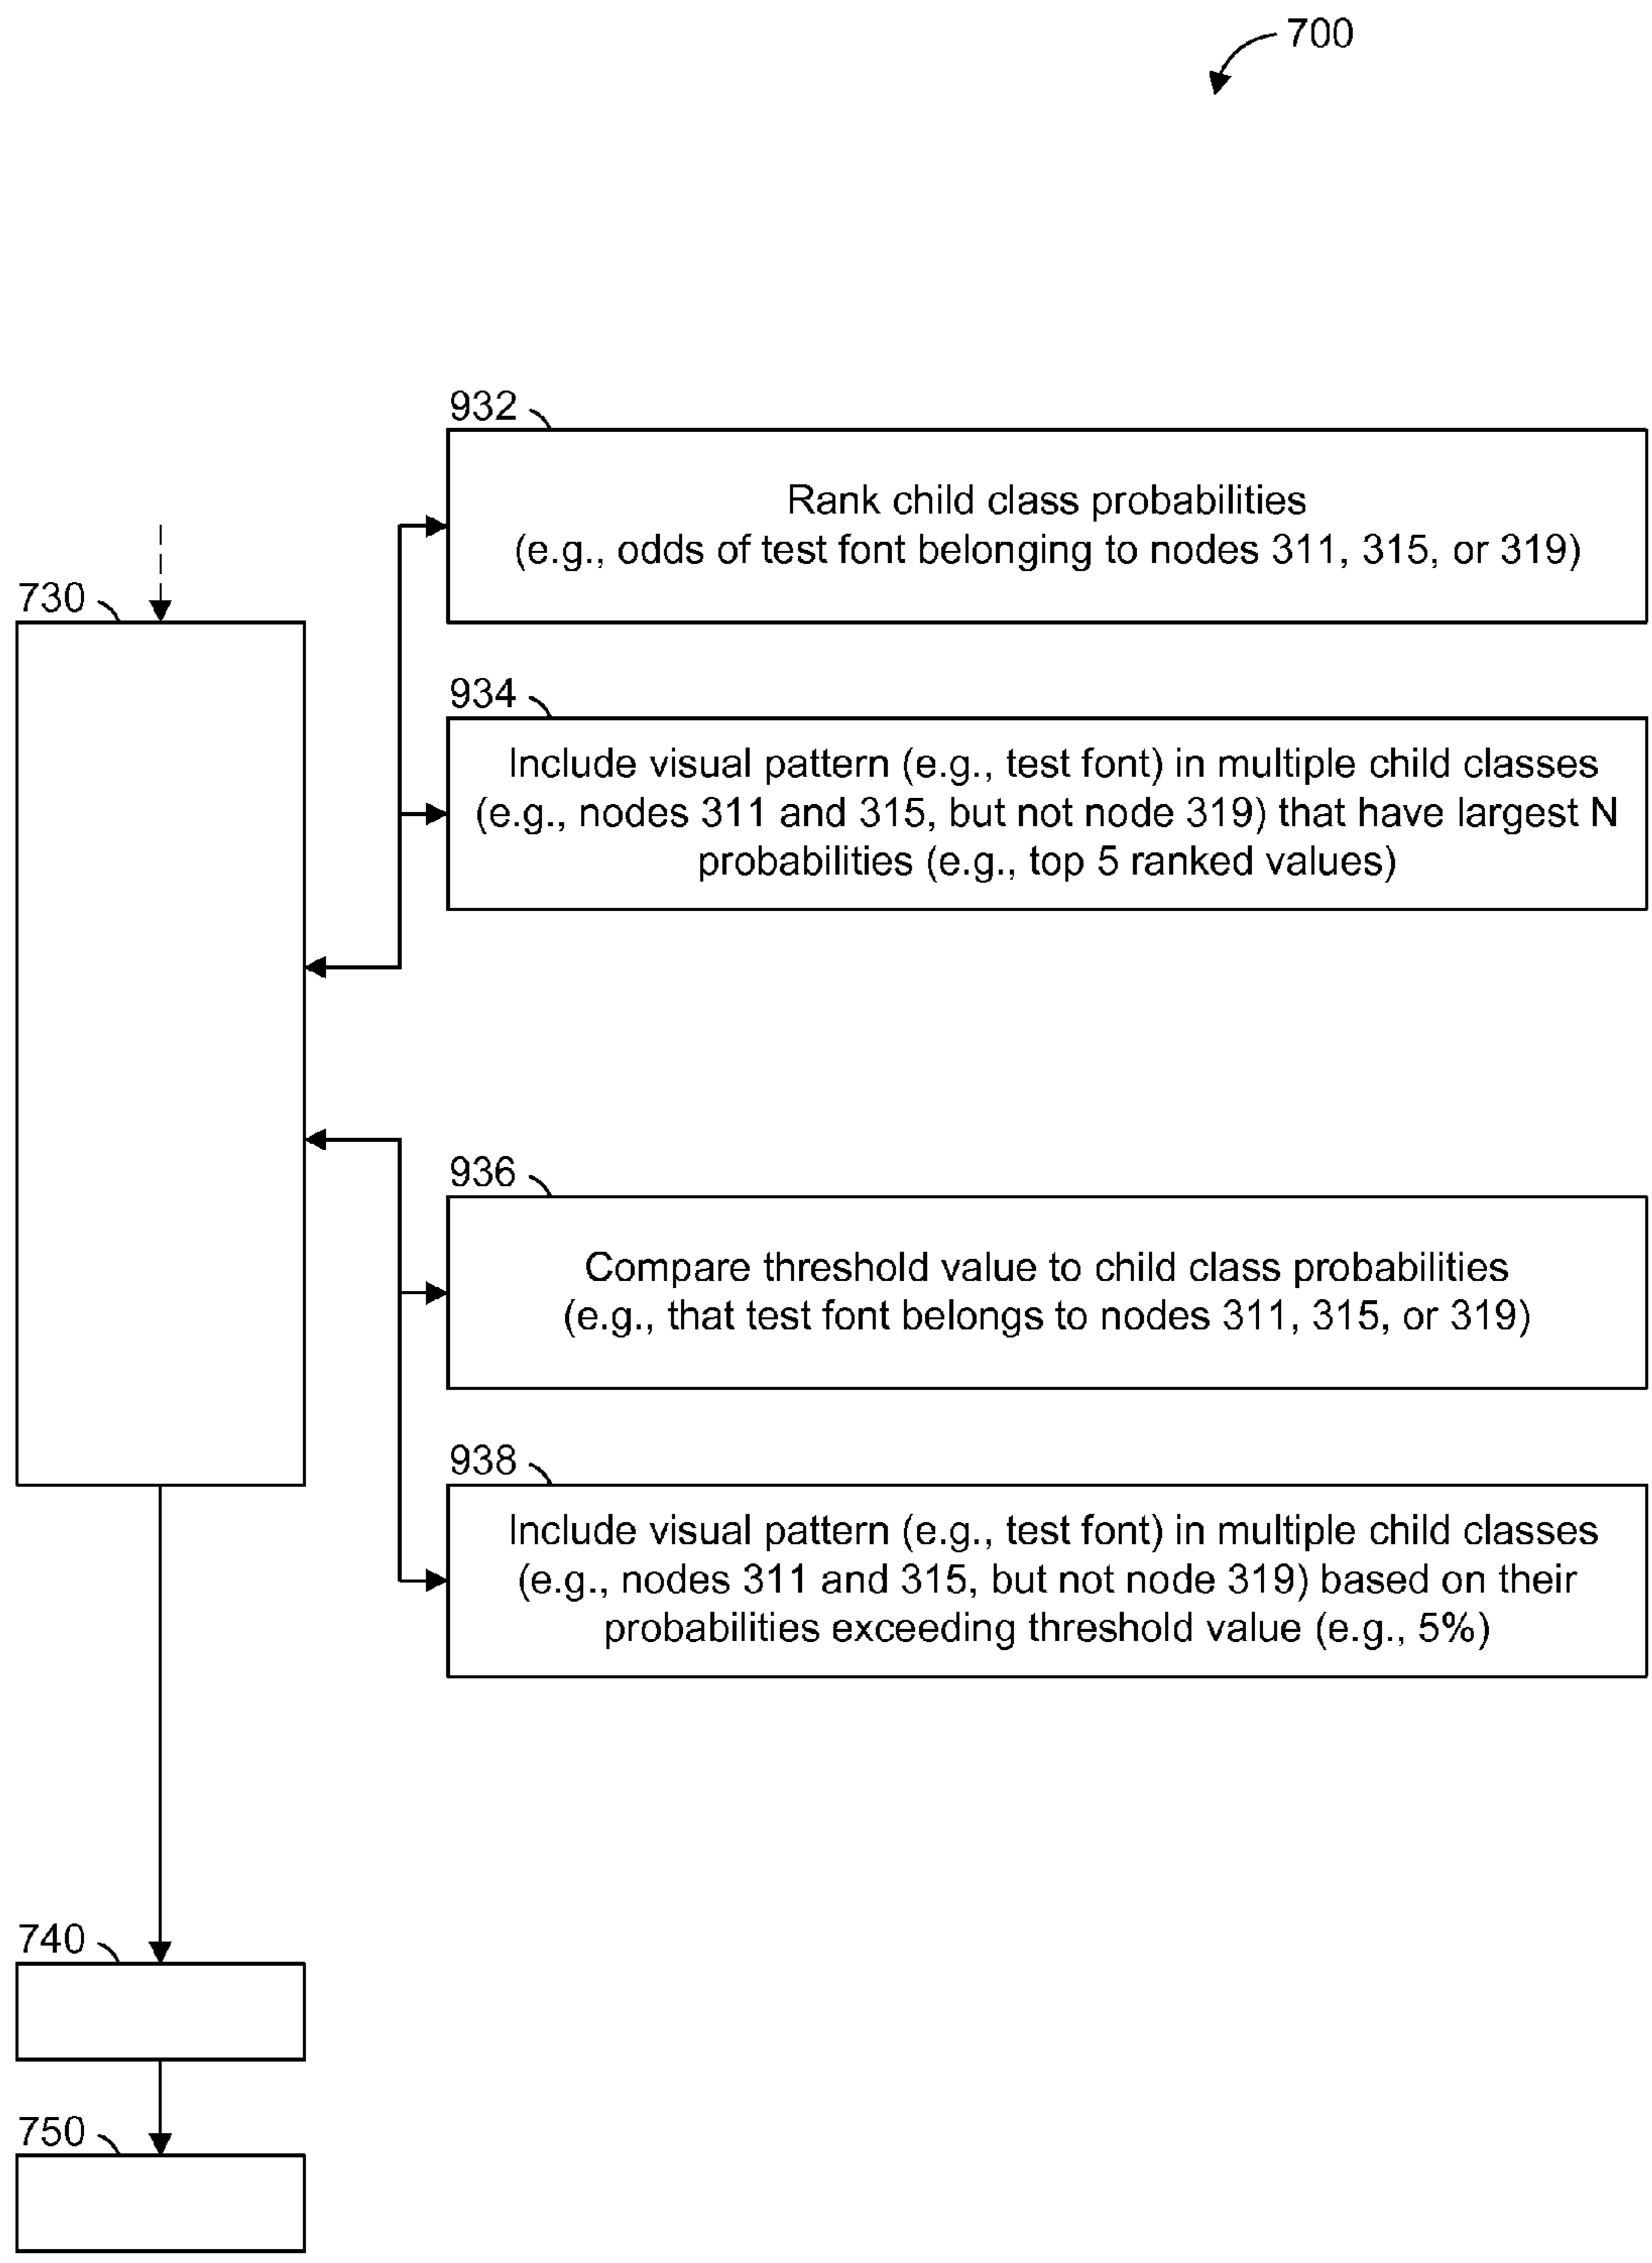 700
932
Rank child class probabilities
(e.g., odds of test font belonging to nodes 311, 315, or 319)
730
934
Include visual pattern (e.g., test font) in multiple child classes
(e.g., nodes 311 and 315, but not node 319) that have largest N
probabilities (e.g., top 5 ranked values)
936
Compare threshold value to child class probabilities
(e.g., that test font belongs to nodes 311, 315, or 319)
938
Include visual pattern (e.g., test font) in multiple child classes
(e.g., nodes 311 and 315, but not node 319) based on their
probabilities exceeding threshold value (e.g., 5%)
740
750